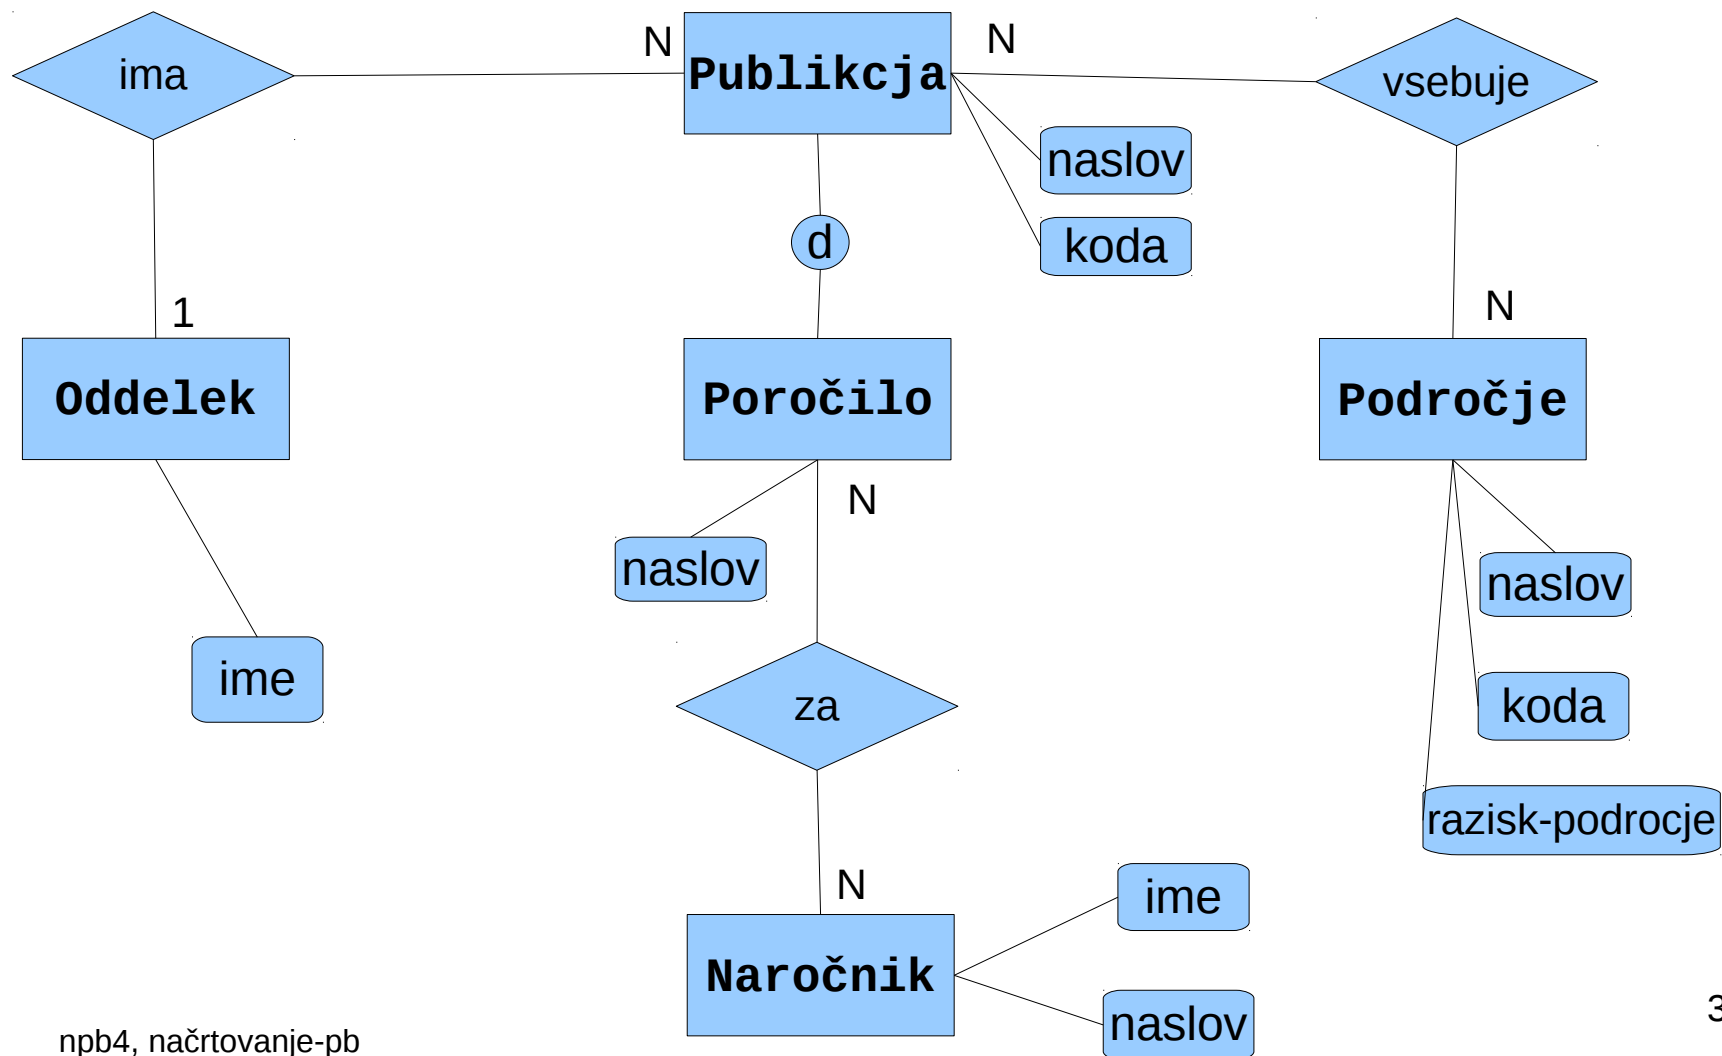 ima
N
Publikcja
N
vsebuje
naslov
koda
d
1
N
Oddelek
Poročilo
Področje
N
naslov
naslov
ime
koda
za
razisk-podrocje
N
ime
Naročnik
naslov
3
npb4, načrtovanje-pb